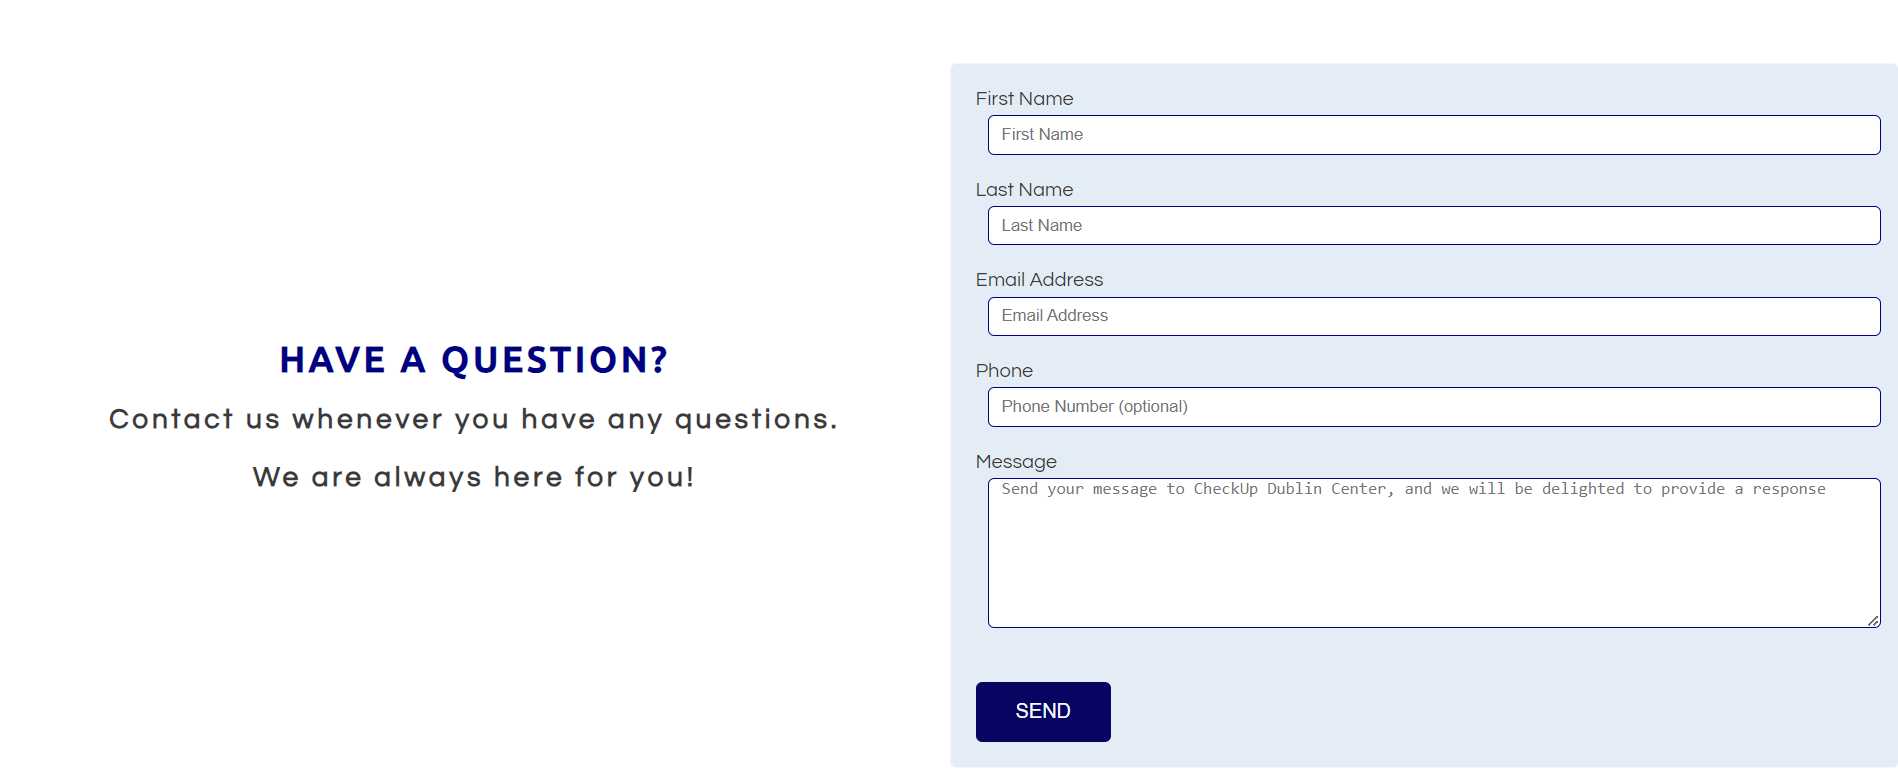 HAVE A QUESTION?
Contact us whenever you have any questions.
We are always here for you!
First Name
First Name
Last Name
Last Name
Email Address
Email Address
Phone
Phone Number (optional)
Message
Send your message to CheckUp Dublin Center, and we will be delighted to provide a response
SEND